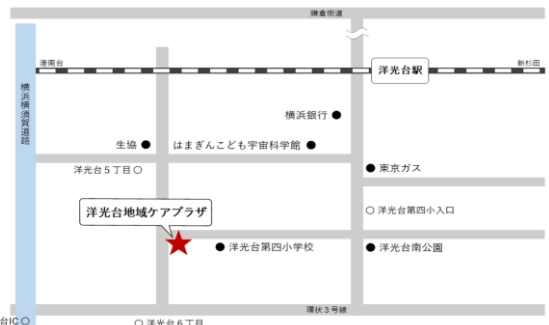 鎌倉街道
港南台
新杉田
洋光台駅
横浜横須賀道路
横浜銀行
生協
はまぎんこども宇宙科学館
洋光台5丁目
東京ガス
洋光台地域ケアプラザ
洋光台第四小入口
洋光台第四小学校
洋光台南公園
環状3号線
台IC
洋光台6丁目